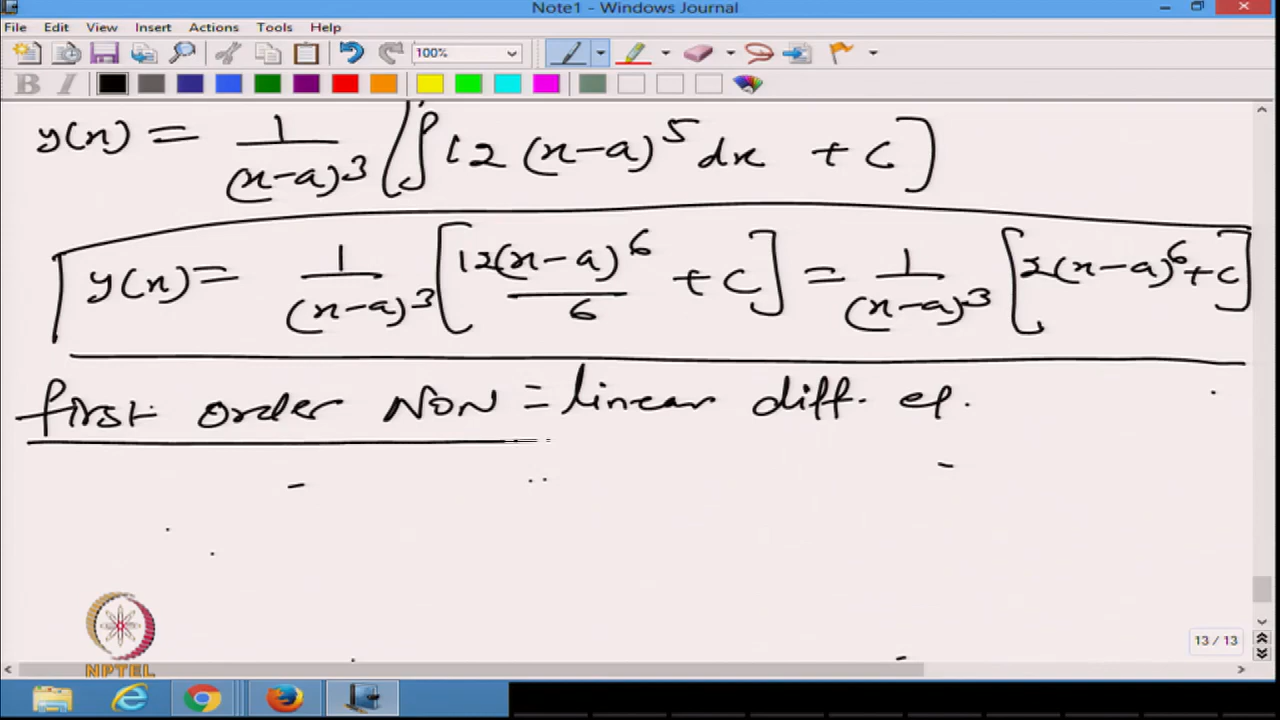 Note1 - Windows Journal
File Edit View Insert Actions Tools Help
100%
B I
y(x) = 1/(x-a)^3 [∫12(x-a)^5 dx + C]
y(x) = 1/(x-a)^3 [12(x-a)^6/6 + C] = 1/(x-a)^3 [2(x-a)^6 + C]
first order NON = linear diff. eq.
13 / 13
NPTEL